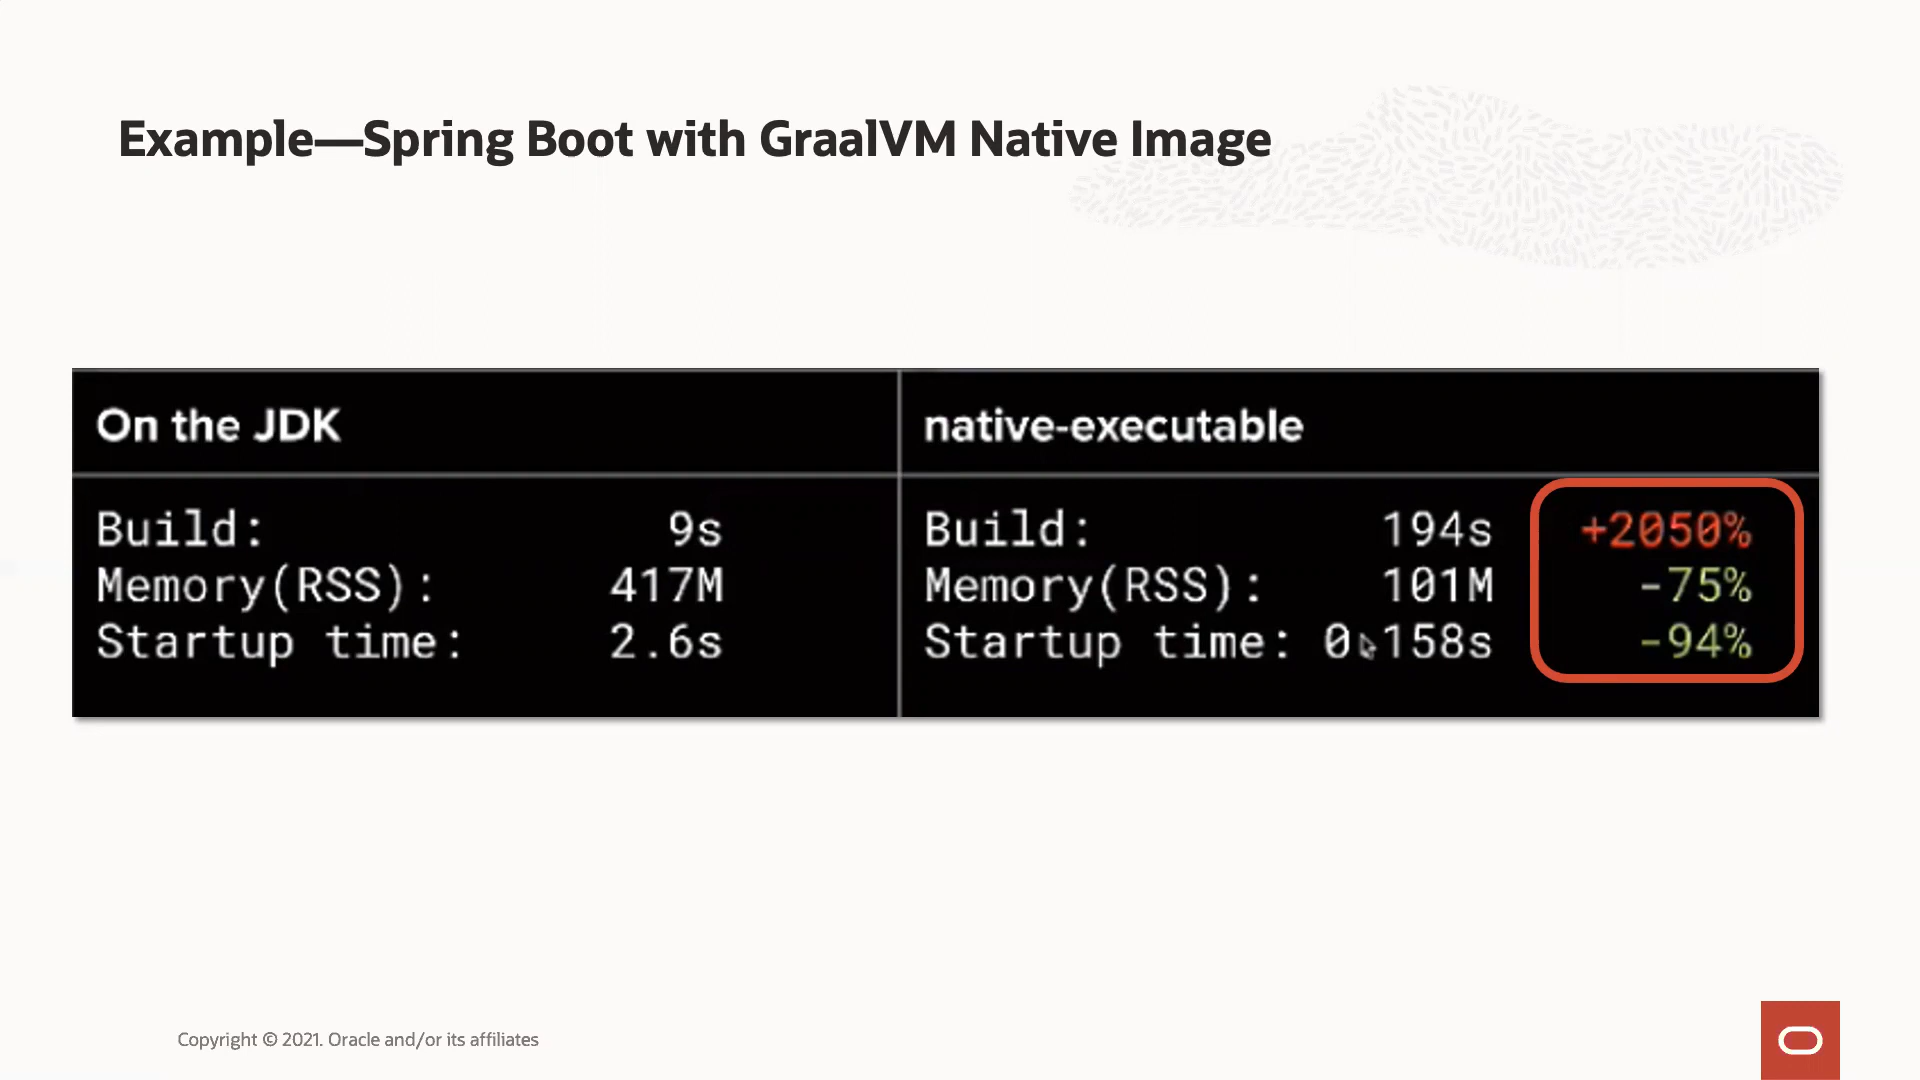 Example—Spring Boot with GraalVM Native Image
On the JDK
Build: 9s
Memory(RSS): 417M
Startup time: 2.6s
native-executable
Build: 194s +2050%
Memory(RSS): 101M -75%
Startup time: 0.158s -94%
Copyright © 2021. Oracle and/or its affiliates